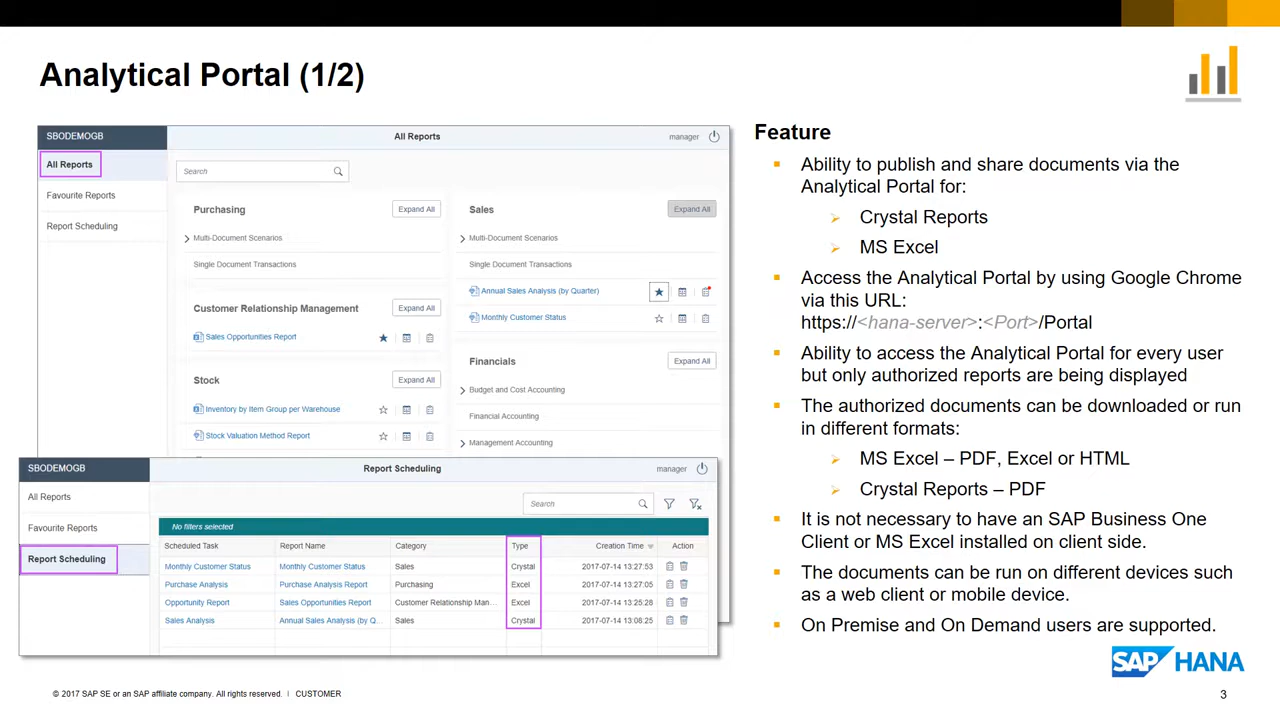 Analytical Portal (1/2)
SBODEMOGB
All Reports
manager
All Reports
Favourite Reports
Report Scheduling
Search
Purchasing
Expand All
Multi-Document Scenarios
Single Document Transactions
Customer Relationship Management
Expand All
Sales Opportunities Report
Stock
Expand All
Inventory by Item Group per Warehouse
Stock Valuation Method Report
Sales
Expand All
Multi-Document Scenarios
Single Document Transactions
Annual Sales Analysis (by Quarter)
Monthly Customer Status
Financials
Expand All
Budget and Cost Accounting
Financial Accounting
Management Accounting
SBODEMOGB
Report Scheduling
manager
All Reports
Favourite Reports
Report Scheduling
Search
No filters selected
Scheduled Task Report Name Category Type Creation Time Action
Monthly Customer Status Monthly Customer Status Sales Crystal 2017-07-14 13:27:53
Purchase Analysis Purchase Analysis Report Purchasing Excel 2017-07-14 13:27:05
Opportunity Report Sales Opportunities Report Customer Relationship Man... Excel 2017-07-14 13:25:28
Sales Analysis Annual Sales Analysis (by Q... Sales Crystal 2017-07-14 13:08:25
Feature
Ability to publish and share documents via the
Analytical Portal for:
Crystal Reports
MS Excel
Access the Analytical Portal by using Google Chrome
via this URL:
https://<hana-server>:<Port>/Portal
Ability to access the Analytical Portal for every user
but only authorized reports are being displayed
The authorized documents can be downloaded or run
in different formats:
MS Excel – PDF, Excel or HTML
Crystal Reports – PDF
It is not necessary to have an SAP Business One
Client or MS Excel installed on client side.
The documents can be run on different devices such
as a web client or mobile device.
On Premise and On Demand users are supported.
SAP HANA
© 2017 SAP SE or an SAP affiliate company. All rights reserved. | CUSTOMER
3